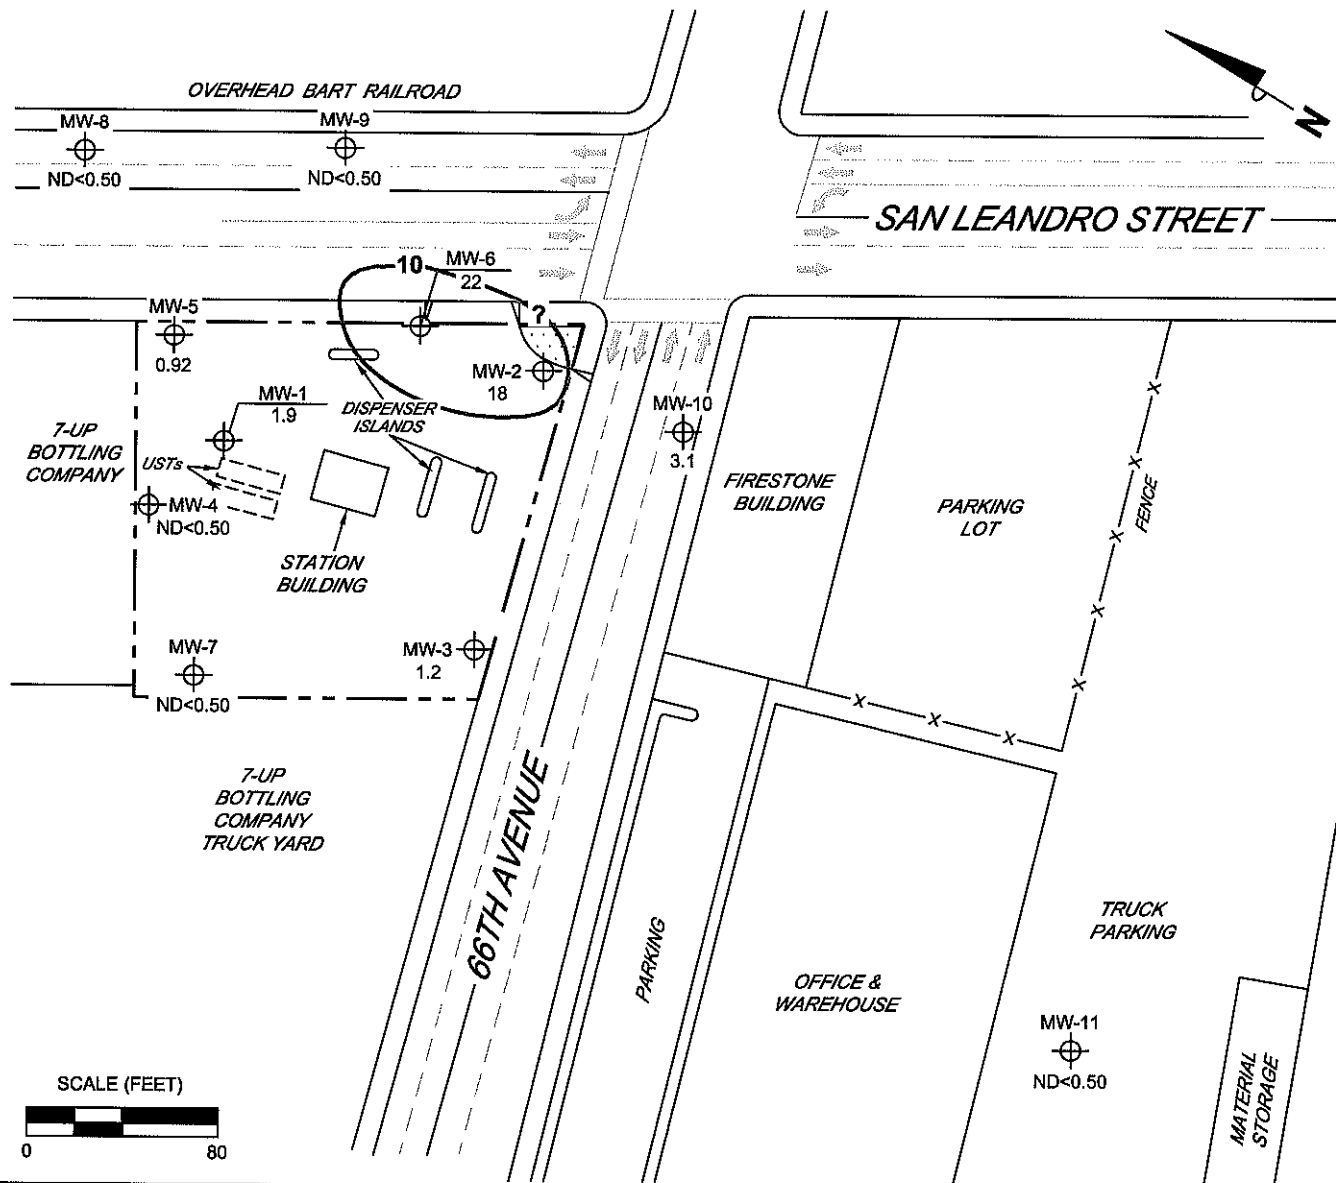 OVERHEAD BART RAILROAD
N
MW-8
ND<0.50
MW-9
ND<0.50
SAN LEANDRO STREET
10
MW-6
22
?
MW-5
0.92
MW-2
18
MW-1
1.9
DISPENSER
ISLANDS
MW-10
3.1
7-UP
BOTTLING
COMPANY
USTs
MW-4
ND<0.50
FIRESTONE
BUILDING
PARKING
LOT
FENCE
X
X
X
X
X
X
X
X
STATION
BUILDING
MW-7
ND<0.50
MW-3
1.2
7-UP
BOTTLING
COMPANY
TRUCK YARD
66TH AVENUE
PARKING
OFFICE &
WAREHOUSE
TRUCK
PARKING
MW-11
ND<0.50
MATERIAL
STORAGE
SCALE (FEET)
0
80